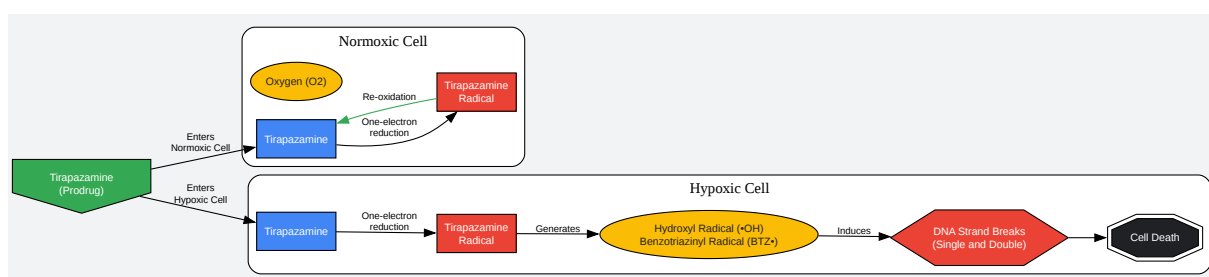 Normoxic Cell
Oxygen (O2)
Tirapazamine
Radical
Re-oxidation
One-electron
reduction
Tirapazamine
Enters
Normoxic Cell
Tirapazamine
(Prodrug)
Enters
Hypoxic Cell
Hypoxic Cell
Tirapazamine
One-electron
reduction
Tirapazamine
Radical
Generates
Hydroxyl Radical (•OH)
Benzotriazinyl Radical (BTZ•)
Induces
DNA Strand Breaks
(Single and Double)
Cell Death